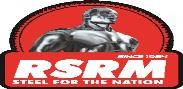 SINCE 1984
RSRM
STEEL FOR THE NATION